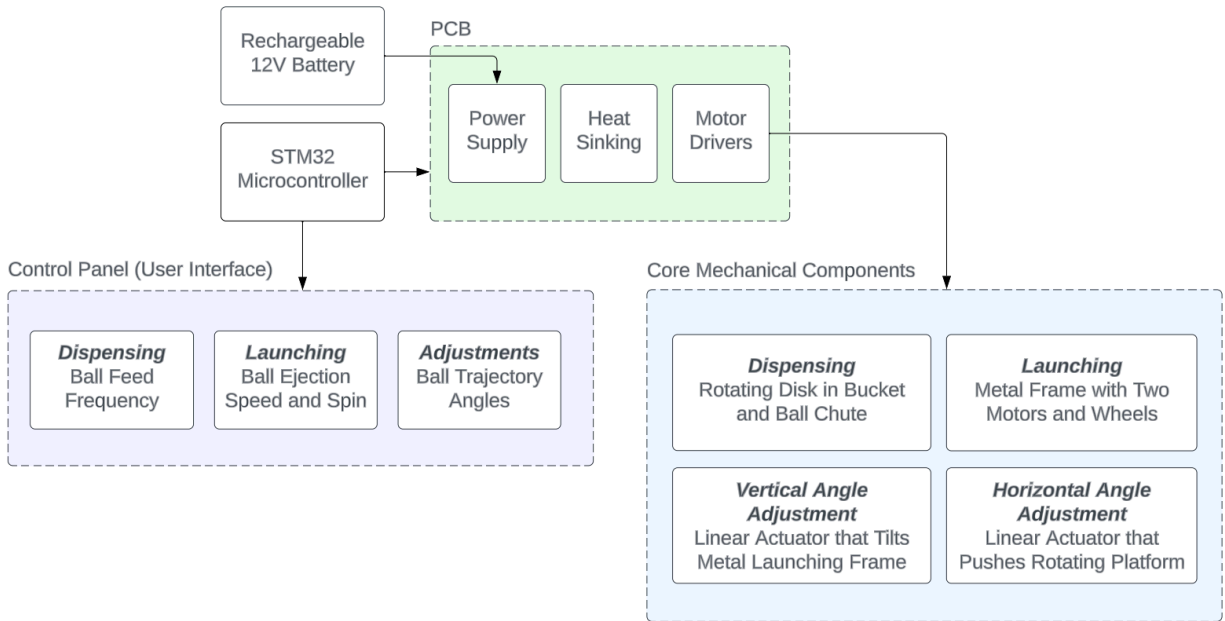 Rechargeable
12V Battery
PCB
Power
Supply
Heat
Sinking
Motor
Drivers
STM32
Microcontroller
Control Panel (User Interface)
Dispensing
Ball Feed
Frequency
Launching
Ball Ejection
Speed and Spin
Adjustments
Ball Trajectory
Angles
Core Mechanical Components
Dispensing
Rotating Disk in Bucket
and Ball Chute
Launching
Metal Frame with Two
Motors and Wheels
Vertical Angle
Adjustment
Linear Actuator that Tilts
Metal Launching Frame
Horizontal Angle
Adjustment
Linear Actuator that
Pushes Rotating Platform